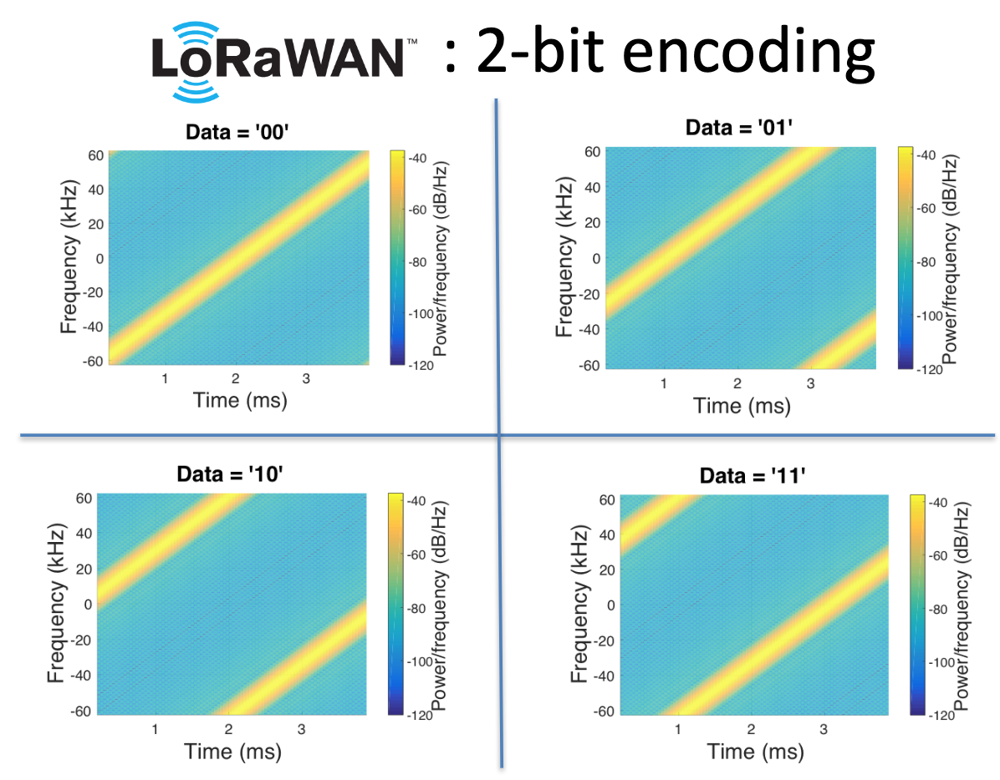 LoRaWAN™ : 2-bit encoding
Data = '00'
60
40
20
0
-20
-40
-60
Frequency (kHz)
1 2 3
Time (ms)
-40
-60
-80
-100
-120
Power/frequency (dB/Hz)
Data = '01'
60
40
20
0
-20
-40
-60
Frequency (kHz)
1 2 3
Time (ms)
-40
-60
-80
-100
-120
Power/frequency (dB/Hz)
Data = '10'
60
40
20
0
-20
-40
-60
Frequency (kHz)
1 2 3
Time (ms)
-40
-60
-80
-100
-120
Power/frequency (dB/Hz)
Data = '11'
60
40
20
0
-20
-40
-60
Frequency (kHz)
1 2 3
Time (ms)
-40
-60
-80
-100
-120
Power/frequency (dB/Hz)